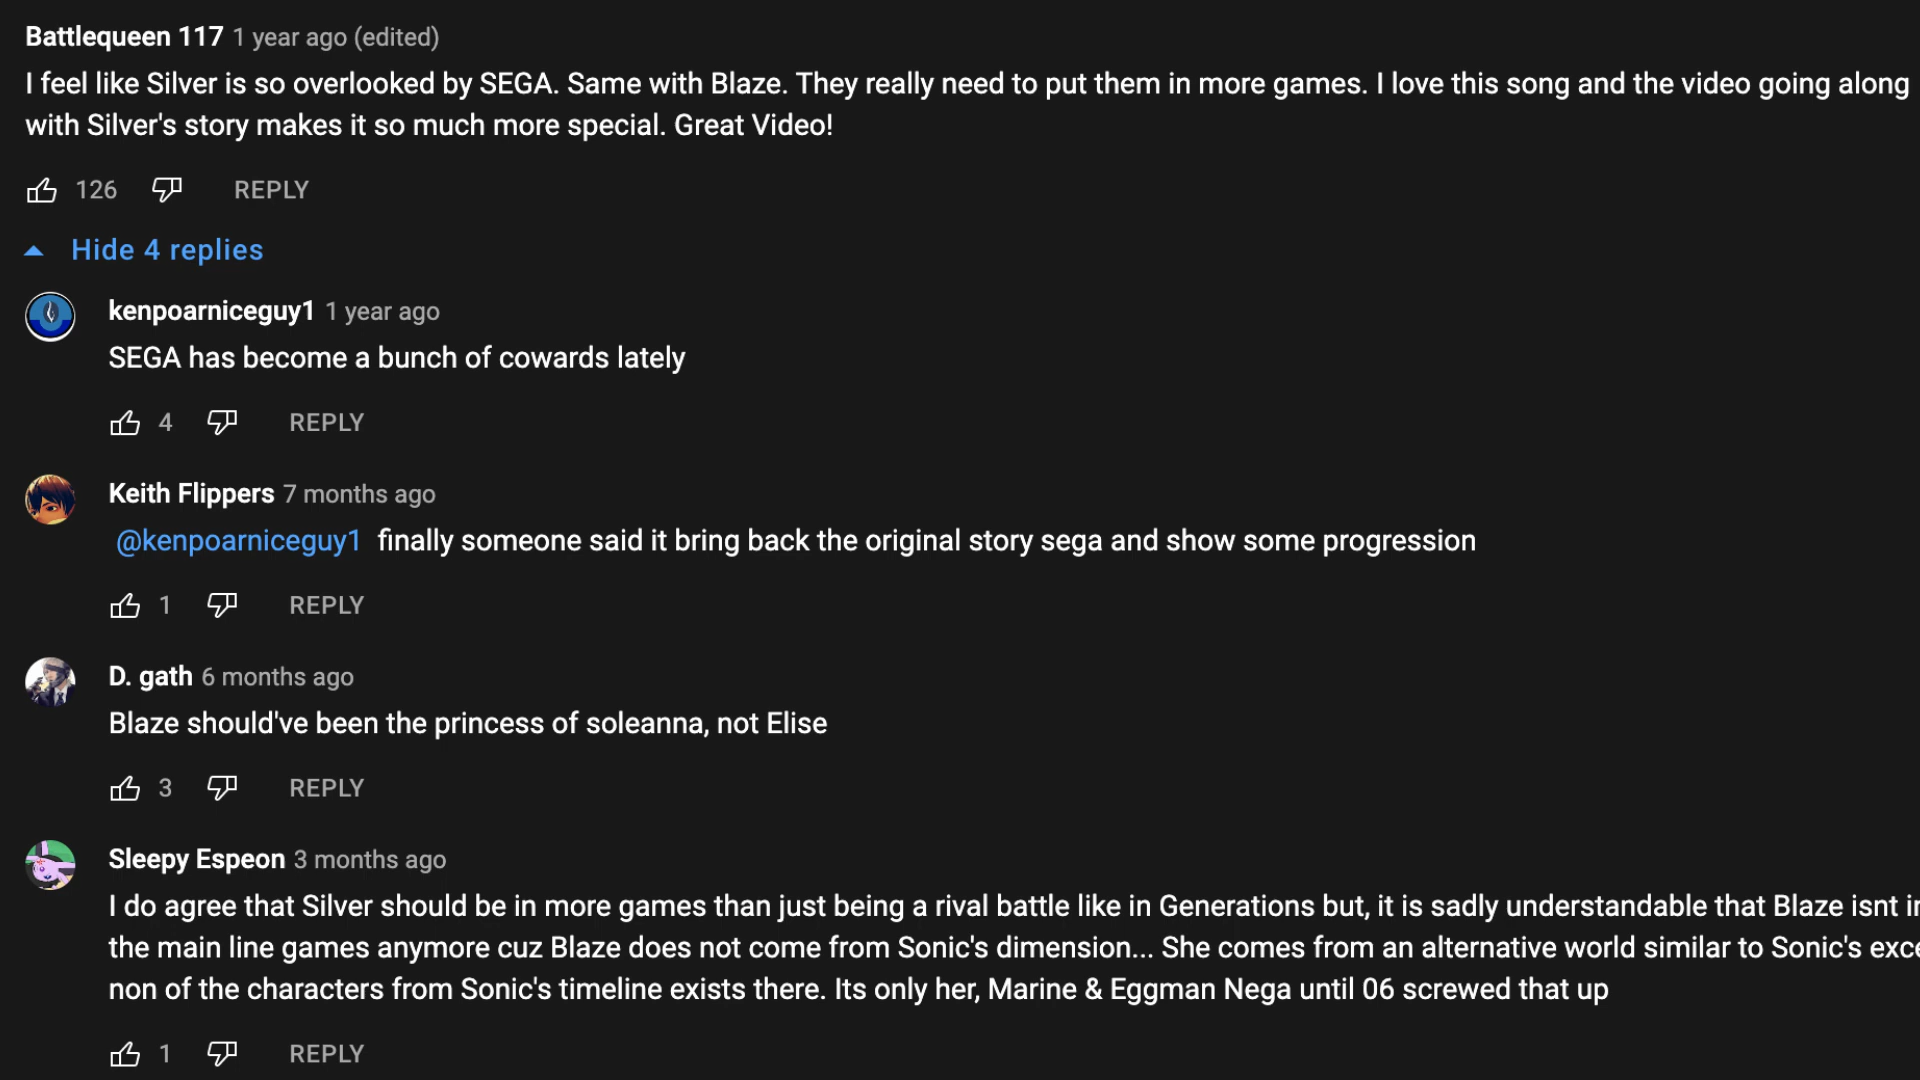 Battlequeen 117 1 year ago (edited)
I feel like Silver is so overlooked by SEGA. Same with Blaze. They really need to put them in more games. I love this song and the video going along
with Silver's story makes it so much more special. Great Video!
126 REPLY
Hide 4 replies
kenpoarniceguy1 1 year ago
SEGA has become a bunch of cowards lately
4 REPLY
Keith Flippers 7 months ago
@kenpoarniceguy1 finally someone said it bring back the original story sega and show some progression
1 REPLY
D. gath 6 months ago
Blaze should've been the princess of soleanna, not Elise
3 REPLY
Sleepy Espeon 3 months ago
I do agree that Silver should be in more games than just being a rival battle like in Generations but, it is sadly understandable that Blaze isnt
the main line games anymore cuz Blaze does not come from Sonic's dimension... She comes from an alternative world similar to Sonic's
non of the characters from Sonic's timeline exists there. Its only her, Marine & Eggman Nega until 06 screwed that up
1 REPLY